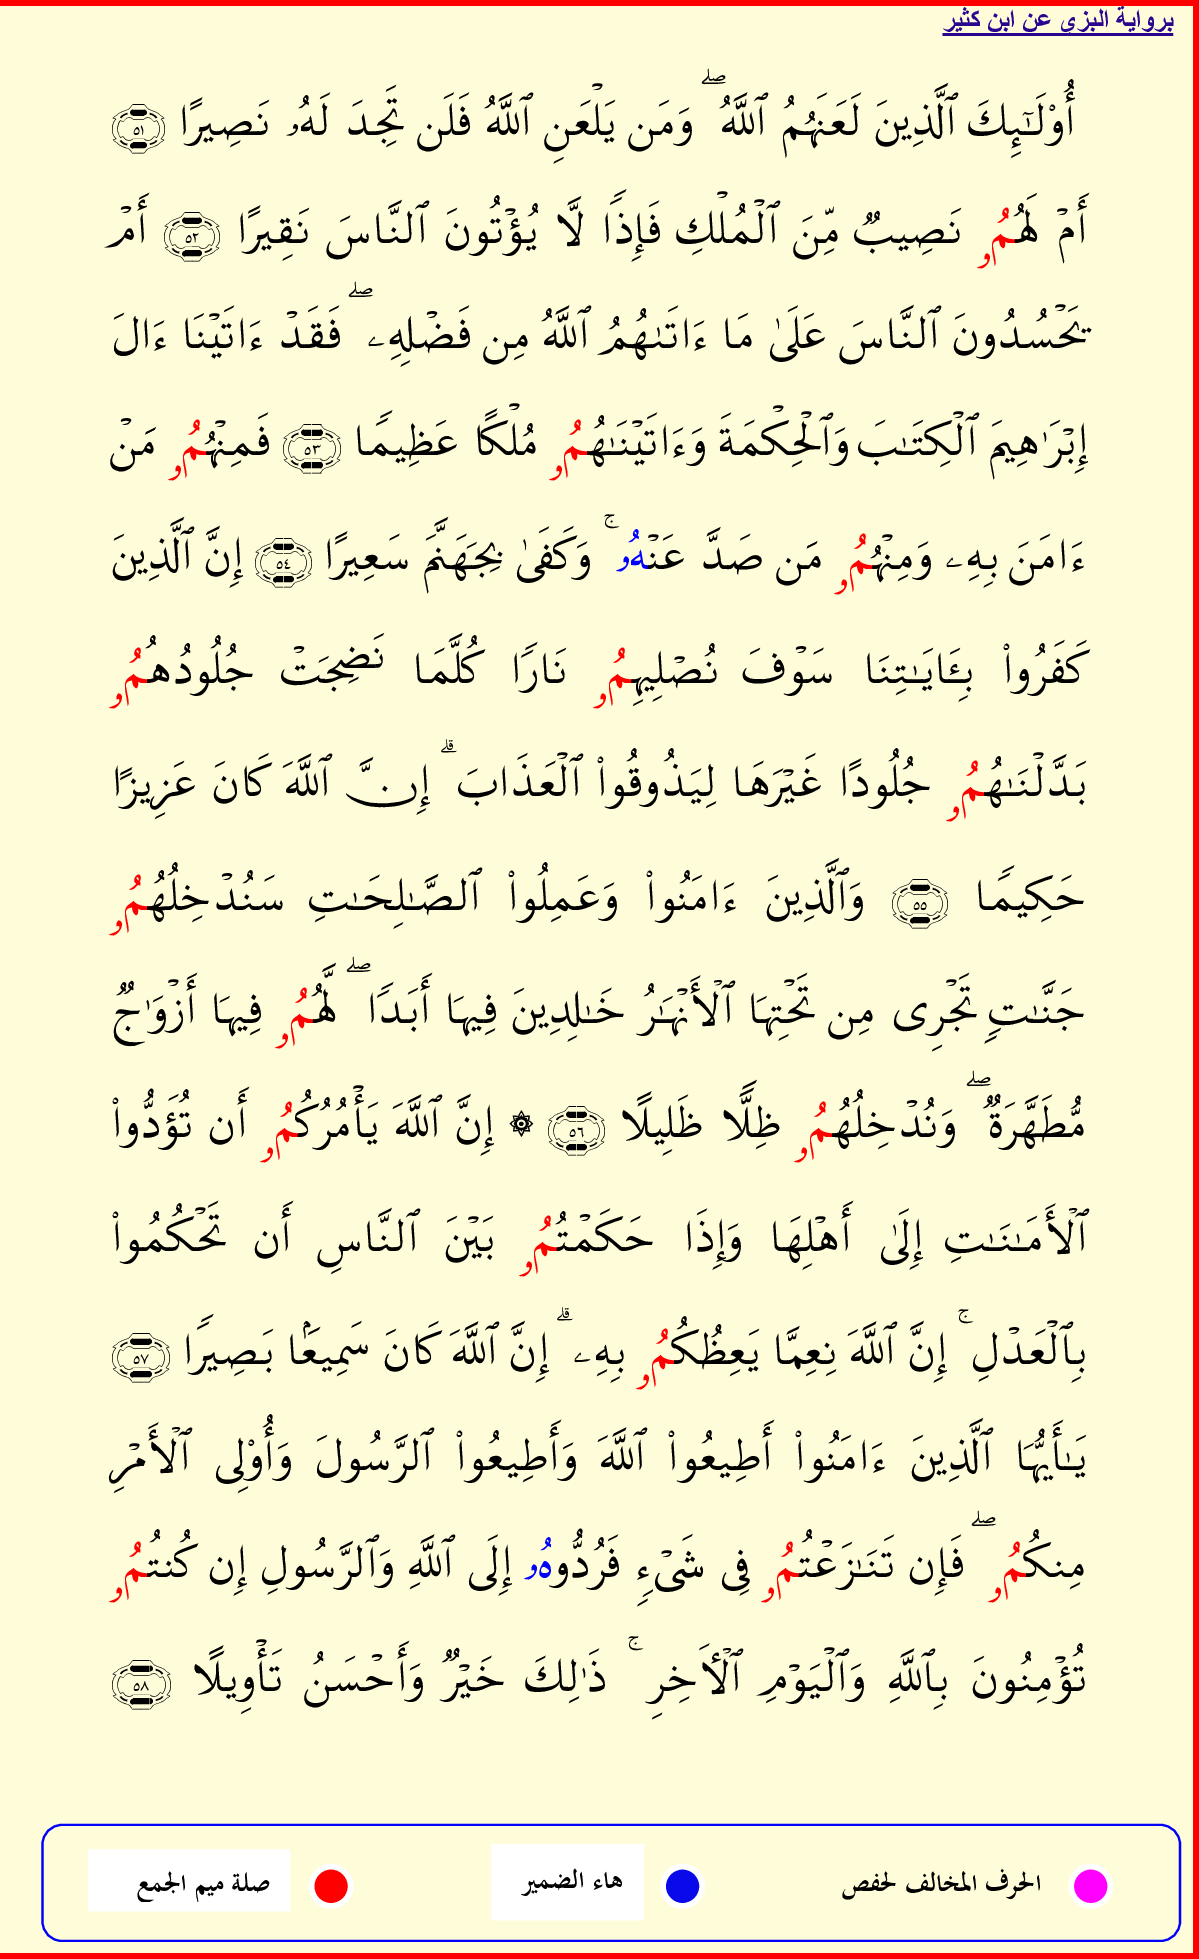 برواية البزي عن ابن كثير
أُوْلَـٰٓئِكَ ٱلَّذِينَ لَعَنَهُمُ ٱللَّهُ ۖ وَمَن يَلْعَنِ ٱللَّهُ فَلَن تَجِدَ لَهُۥ نَصِيرًا ٥١
أَمْ لَهُمُۥ نَصِيبٌ مِّنَ ٱلْمُلْكِ فَإِذًا لَّا يُؤْتُونَ ٱلنَّاسَ نَقِيرًا ٥٢ أَمْ
يَحْسُدُونَ ٱلنَّاسَ عَلَىٰ مَا ءَاتَىٰهُمُ ٱللَّهُ مِن فَضْلِهِۦ ۖ فَقَدْ ءَاتَيْنَا ءَالَ
إِبْرَٰهِيمَ ٱلْكِتَـٰبَ وَٱلْحِكْمَةَ وَءَاتَيْنَـٰهُمُۥ مُلْكًا عَظِيمًا ٥٣ فَمِنْهُمُۥ مَنْ
ءَامَنَ بِهِۦ وَمِنْهُمُۥ مَن صَدَّ عَنْهُۥ ۚ وَكَفَىٰ بِجَهَنَّمَ سَعِيرًا ٥٤ إِنَّ ٱلَّذِينَ
كَفَرُواْ بِـَٔايَـٰتِنَا سَوْفَ نُصْلِيهِمُۥ نَارًا كُلَّمَا نَضِجَتْ جُلُودُهُمُۥ
بَدَّلْنَـٰهُمُۥ جُلُودًا غَيْرَهَا لِيَذُوقُواْ ٱلْعَذَابَ ۗ إِنَّ ٱللَّهَ كَانَ عَزِيزًا
حَكِيمًا ٥٥ وَٱلَّذِينَ ءَامَنُواْ وَعَمِلُواْ ٱلصَّـٰلِحَـٰتِ سَنُدْخِلُهُمُۥ
جَنَّـٰتٍ تَجْرِى مِن تَحْتِهَا ٱلْأَنْهَـٰرُ خَـٰلِدِينَ فِيهَا أَبَدًا ۖ لَّهُمُۥ فِيهَا أَزْوَٰجٌ
مُّطَهَّرَةٌ ۖ وَنُدْخِلُهُمُۥ ظِلًّا ظَلِيلًا ٥٦ ۞ إِنَّ ٱللَّهَ يَأْمُرُكُمُۥ أَن تُؤَدُّواْ
ٱلْأَمَـٰنَـٰتِ إِلَىٰ أَهْلِهَا وَإِذَا حَكَمْتُمُۥ بَيْنَ ٱلنَّاسِ أَن تَحْكُمُواْ
بِٱلْعَدْلِ ۚ إِنَّ ٱللَّهَ نِعِمَّا يَعِظُكُمُۥ بِهِۦ ۗ إِنَّ ٱللَّهَ كَانَ سَمِيعًۢا بَصِيرًا ٥٧
يَـٰٓأَيُّهَا ٱلَّذِينَ ءَامَنُواْ أَطِيعُواْ ٱللَّهَ وَأَطِيعُواْ ٱلرَّسُولَ وَأُوْلِى ٱلْأَمْرِ
مِنكُمُۥ ۖ فَإِن تَنَـٰزَعْتُمُۥ فِى شَىْءٍ فَرُدُّوهُۥ إِلَى ٱللَّهِ وَٱلرَّسُولِ إِن كُنتُمُۥ
تُؤْمِنُونَ بِٱللَّهِ وَٱلْيَوْمِ ٱلْـَٔاخِرِ ۚ ذَٰلِكَ خَيْرٌ وَأَحْسَنُ تَأْوِيلًا ٥٨
الحرف المخالف لحفص هاء الضمير صلة ميم الجمع